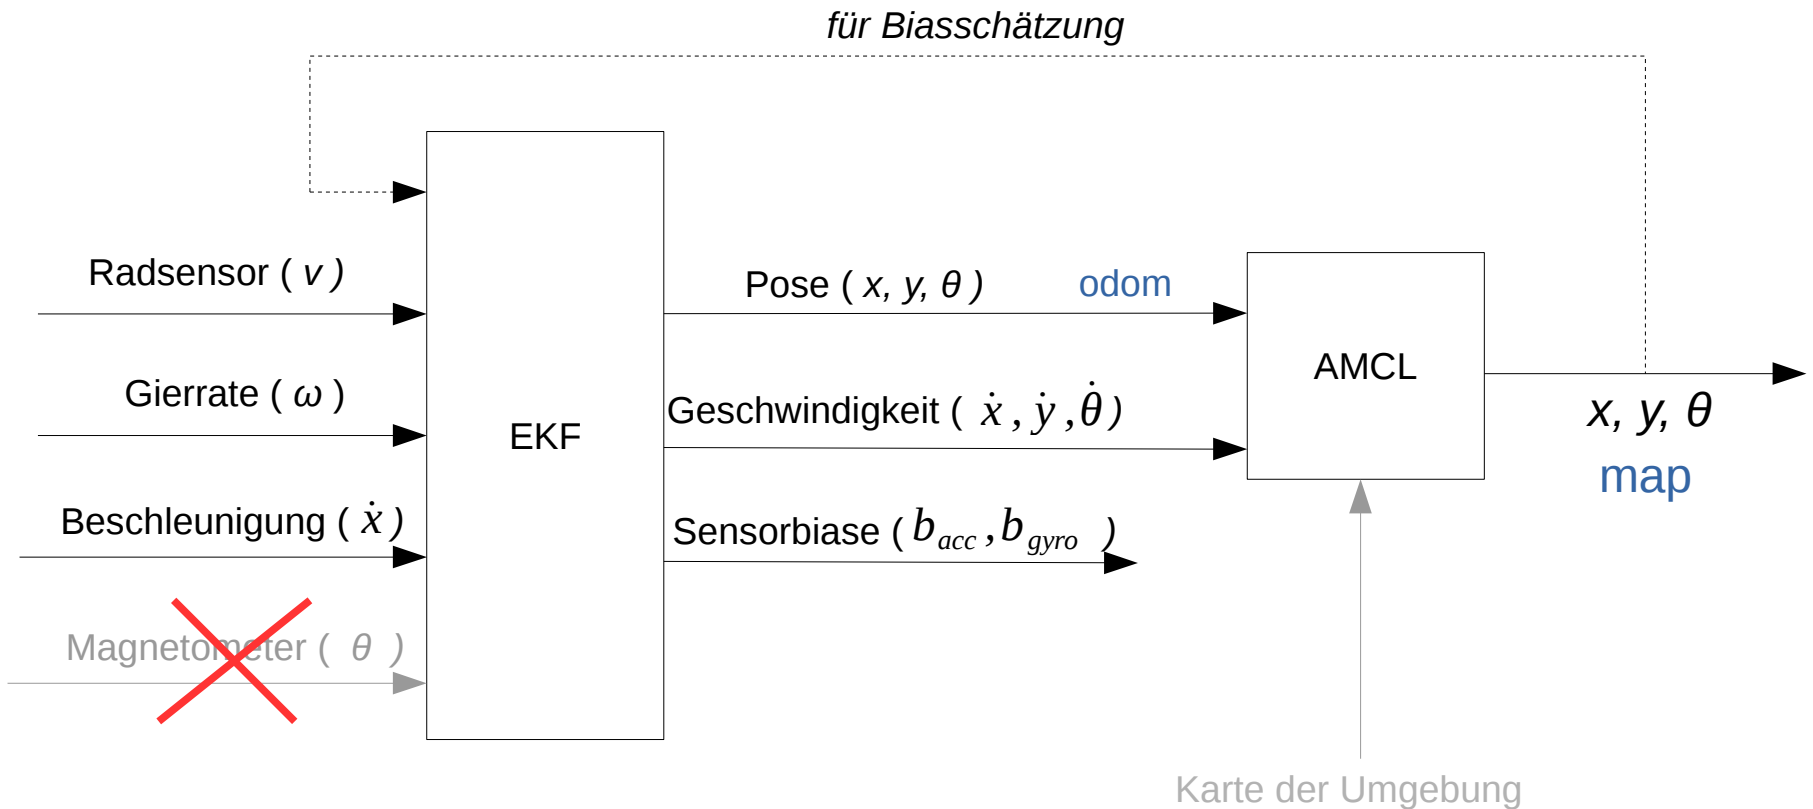 für Biasschätzung
Radsensor ( v )
Pose ( x, y, θ )
odom
Gierrate ( ω )
AMCL
Geschwindigkeit ( ẋ , ẏ , θ̇ )
x, y, θ
EKF
map
Beschleunigung ( ẋ )
Sensorbiase ( b_acc , b_gyro )
Magnetometer ( θ )
Karte der Umgebung